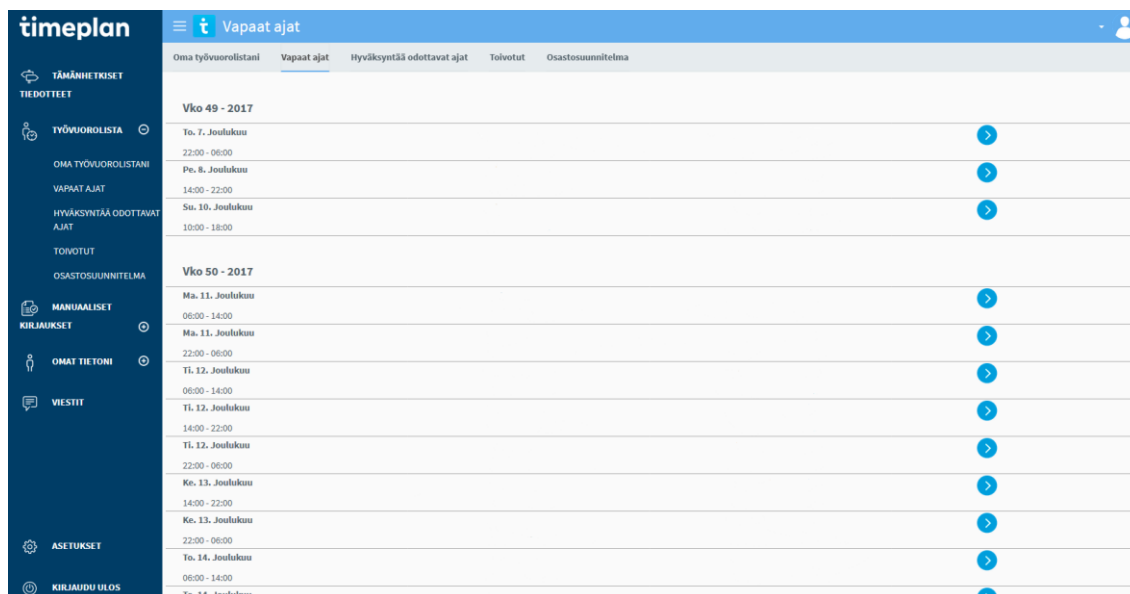 timeplan
TÄMÄNHETKISET
TIEDOTTEET
TYÖVUOROLISTA
OMA TYÖVUOROLISTANI
VAPAAT AJAT
HYVÄKSYNTÄÄ ODOTTAVAT
AJAT
TOIVOTUT
OSASTOSUUNNITELMA
MANUAALISET
KIRJAUKSET
OMAT TIETONI
VIESTIT
ASETUKSET
KIRJAUDU ULOS
t Vapaat ajat
Oma työvuorolistani Vapaat ajat Hyväksyntää odottavat ajat Toivotut Osastosuunnitelma
Vko 49 - 2017
To. 7. Joulukuu
22:00 - 06:00
Pe. 8. Joulukuu
14:00 - 22:00
Su. 10. Joulukuu
10:00 - 18:00
Vko 50 - 2017
Ma. 11. Joulukuu
06:00 - 14:00
Ma. 11. Joulukuu
22:00 - 06:00
Ti. 12. Joulukuu
06:00 - 14:00
Ti. 12. Joulukuu
14:00 - 22:00
Ti. 12. Joulukuu
22:00 - 06:00
Ke. 13. Joulukuu
14:00 - 22:00
Ke. 13. Joulukuu
22:00 - 06:00
To. 14. Joulukuu
06:00 - 14:00
To. 14. Joulukuu